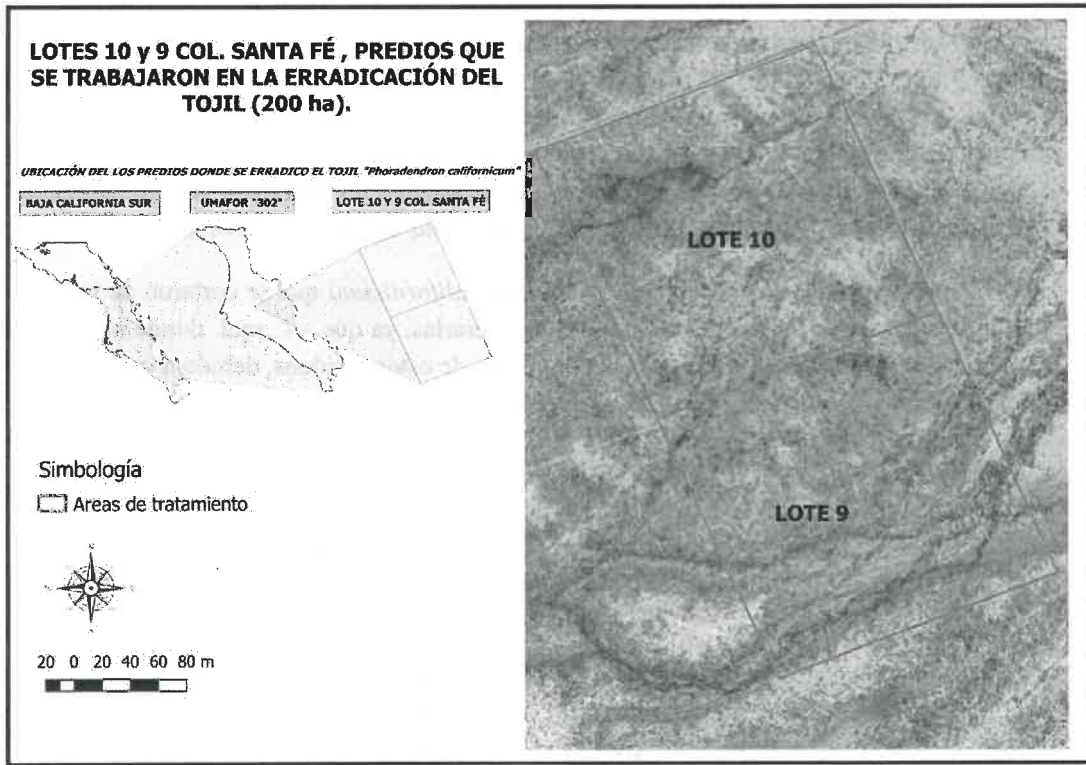 LOTES 10 y 9 COL. SANTA FÉ , PREDIOS QUE
SE TRABAJARON EN LA ERRADICACIÓN DEL
TOJIL (200 ha).
UBICACIÓN DEL LOS PREDIOS DONDE SE ERRADICO EL TOJIL "Phoradendron californicum"
BAJA CALIFORNIA SUR
UMAFOR "302"
LOTE 10 Y 9 COL. SANTA FÉ
Simbología
Areas de tratamiento
20 0 20 40 60 80 m
LOTE 10
LOTE 9